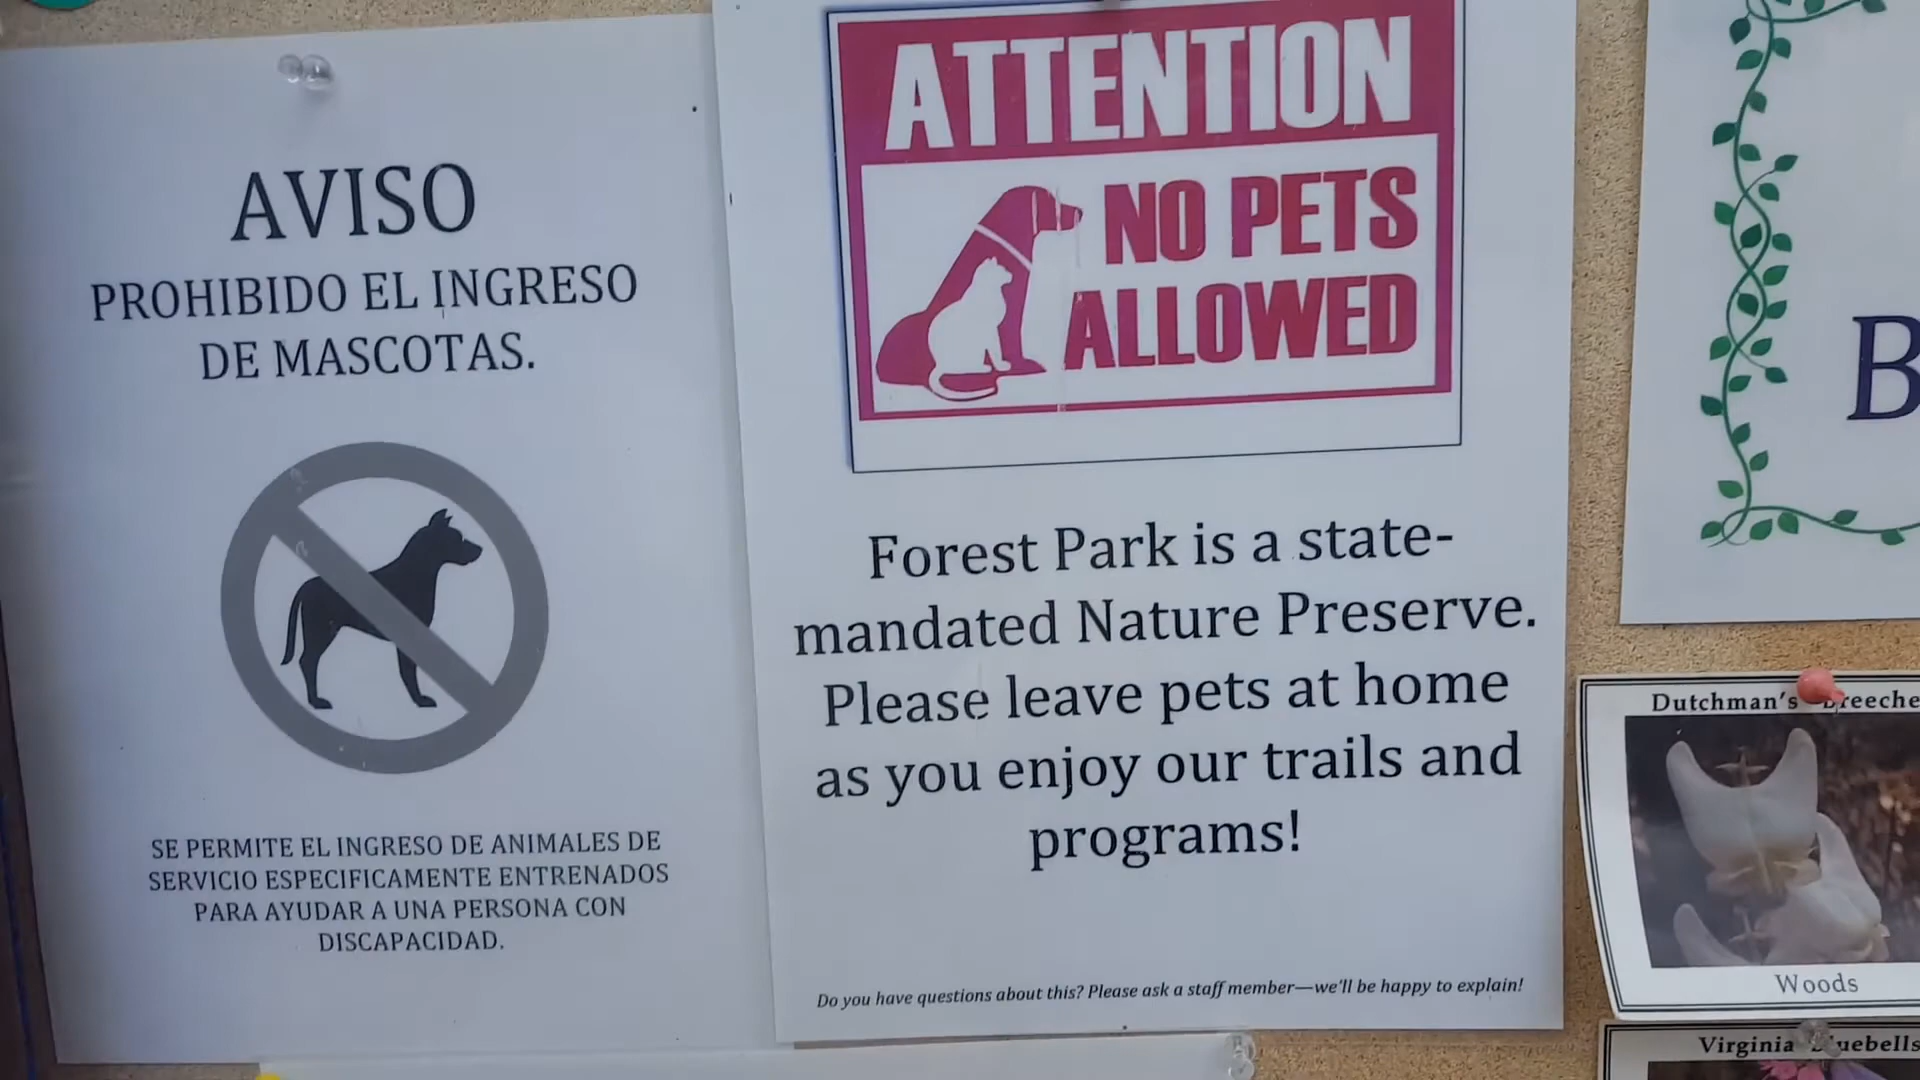 AVISO
PROHIBIDO EL INGRESO
DE MASCOTAS.
SE PERMITE EL INGRESO DE ANIMALES DE
SERVICIO ESPECIFICAMENTE ENTRENADOS
PARA AYUDAR A UNA PERSONA CON
DISCAPACIDAD.
ATTENTION
NO PETS
ALLOWED
Forest Park is a state-
mandated Nature Preserve.
Please leave pets at home
as you enjoy our trails and
programs!
Do you have questions about this? Please ask a staff member—we'll be happy to explain!
B
Dutchman's
Woods
Virginia